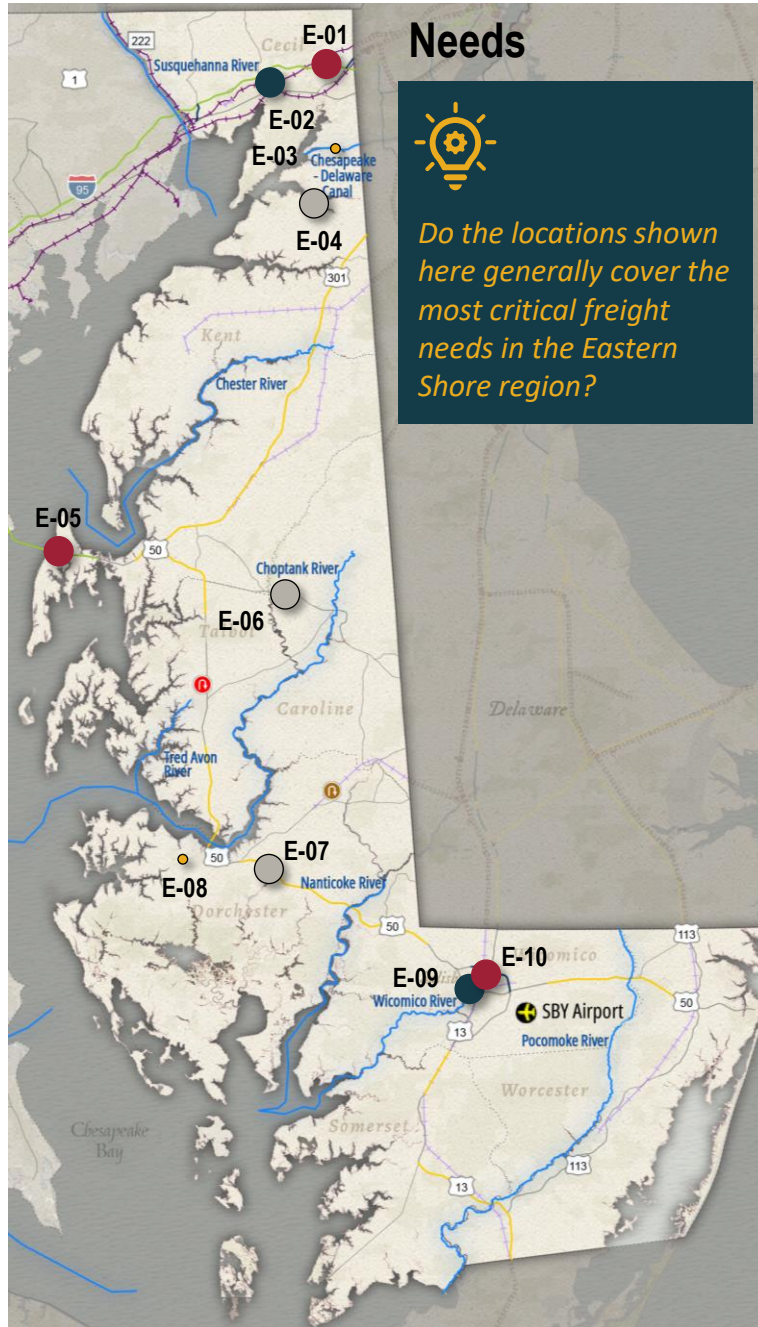 Needs
Do the locations shown
here generally cover the
most critical freight
needs in the Eastern
Shore region?
E-01
222
Cecil
Susquehanna River
1
E-02
E-03
Chesapeake
- Delaware
Canal
95
E-04
301
Kent
Chester River
E-05
50
Choptank River
E-06
Talbot
Caroline
Delaware
Tred Avon
River
50
E-07
E-08
Nanticoke River
Dorchester
50
113
E-10
Wicomico
E-09
Wicomico River
50
SBY Airport
13
Pocomoke River
Worcester
Chesapeake
Bay
Somerset
113
13